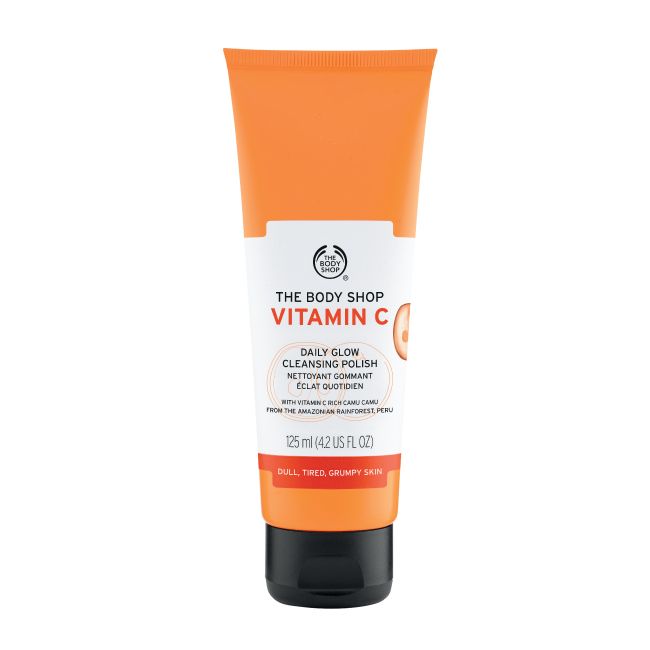 THE
BODY
SHOP
®
THE BODY SHOP
VITAMIN C
DAILY GLOW
CLEANSING POLISH
NETTOYANT GOMMANT
ÉCLAT QUOTIDIEN
WITH VITAMIN C RICH CAMU CAMU
FROM THE AMAZONIAN RAINFOREST, PERU
125 ml (4.2 US FL OZ)
DULL, TIRED, GRUMPY SKIN